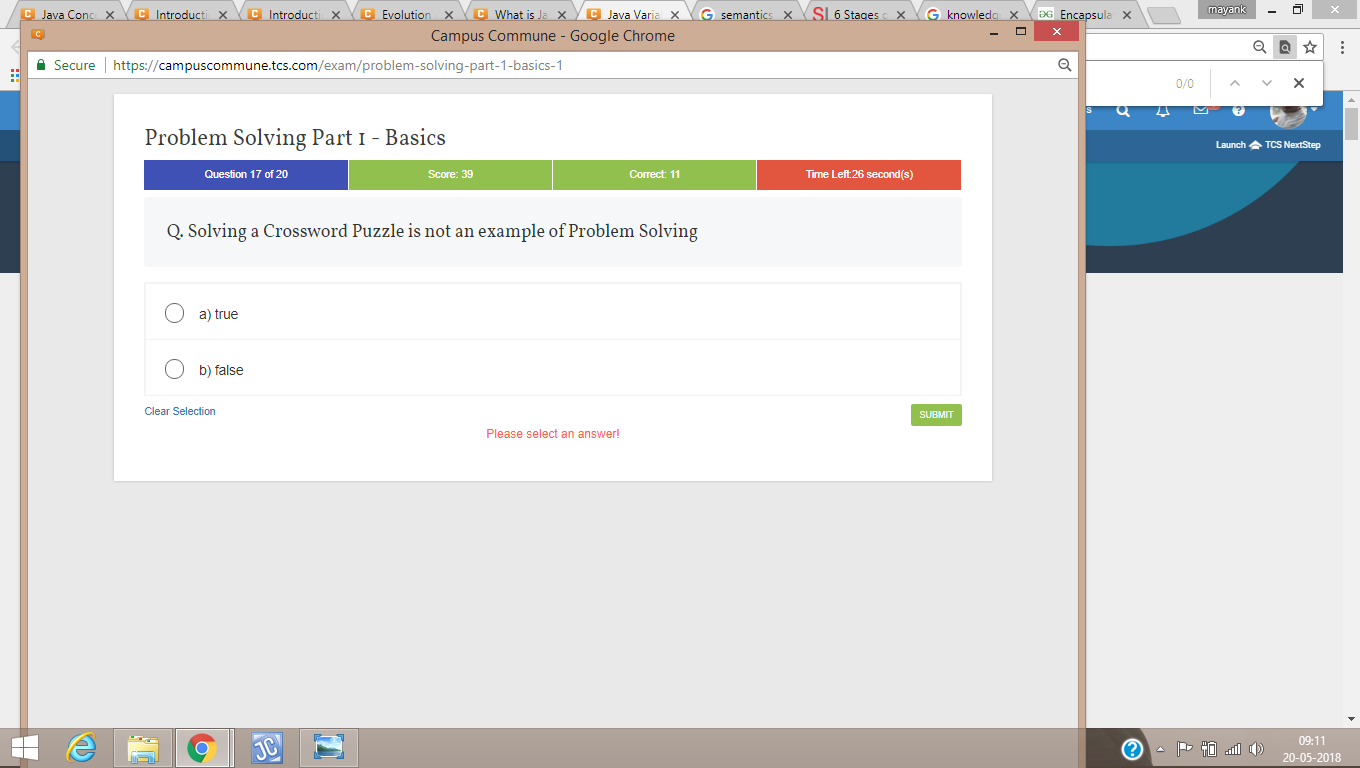 Java Conc
Introducti
Introducti
Evolution
What is Ja
Java Varia
semantics
6 Stages
knowledg
Encapsula
mayank
Campus Commune - Google Chrome
Secure
https://campuscommune.tcs.com/exam/problem-solving-part-1-basics-1
0/0
Launch TCS NextStep
Problem Solving Part 1 - Basics
Question 17 of 20
Score: 39
Correct: 11
Time Left:26 second(s)
Q. Solving a Crossword Puzzle is not an example of Problem Solving
a) true
b) false
Clear Selection
SUBMIT
Please select an answer!
09:11
20-05-2018